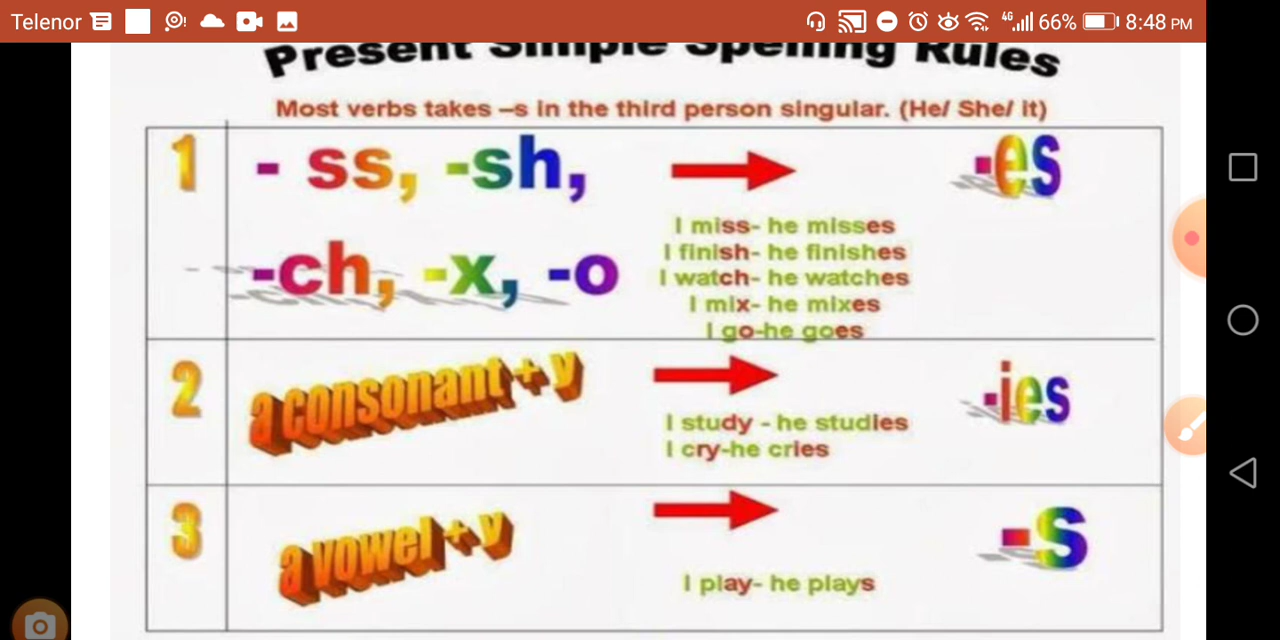 Telenor 4G 66% 8:48 PM
Present Simple Spelling Rules
Most verbs takes –s in the third person singular. (He/ She/ it)
1
- ss, -sh,
-es
-ch, -x, -o
I miss- he misses
I finish- he finishes
I watch- he watches
I mix- he mixes
I go-he goes
2
a consonant + y
-ies
I study - he studies
I cry-he cries
3
a vowel + y
-s
I play- he plays